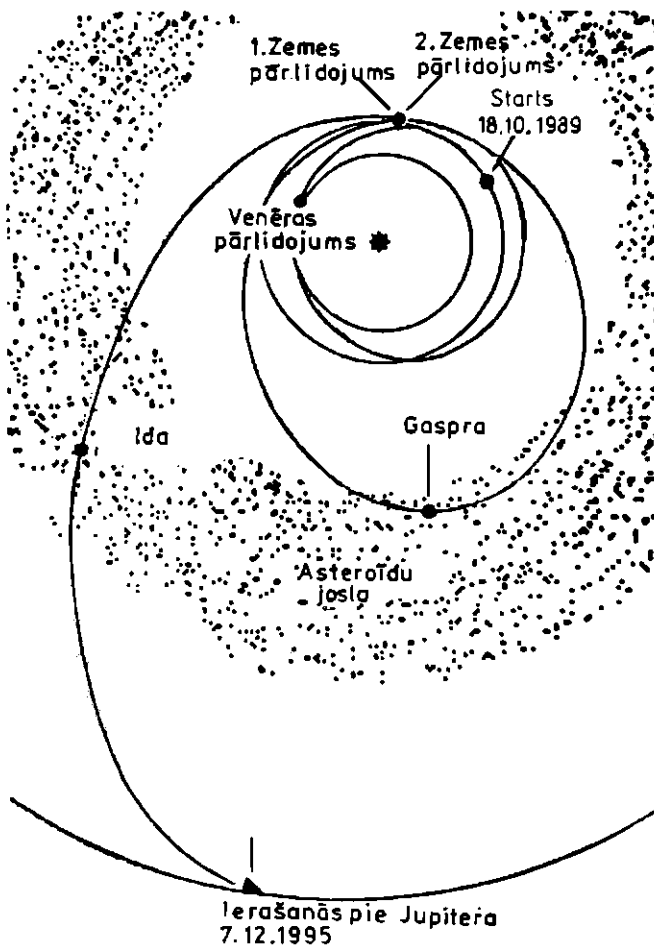 1. Zemes
pārlidojums
2. Zemes
pārlidojums
Starts
18.10.1989
Venēras
pārlidojums
Ida
Gaspra
Asteroīdu
josla
Ierašanās pie Jupitera
7.12.1995